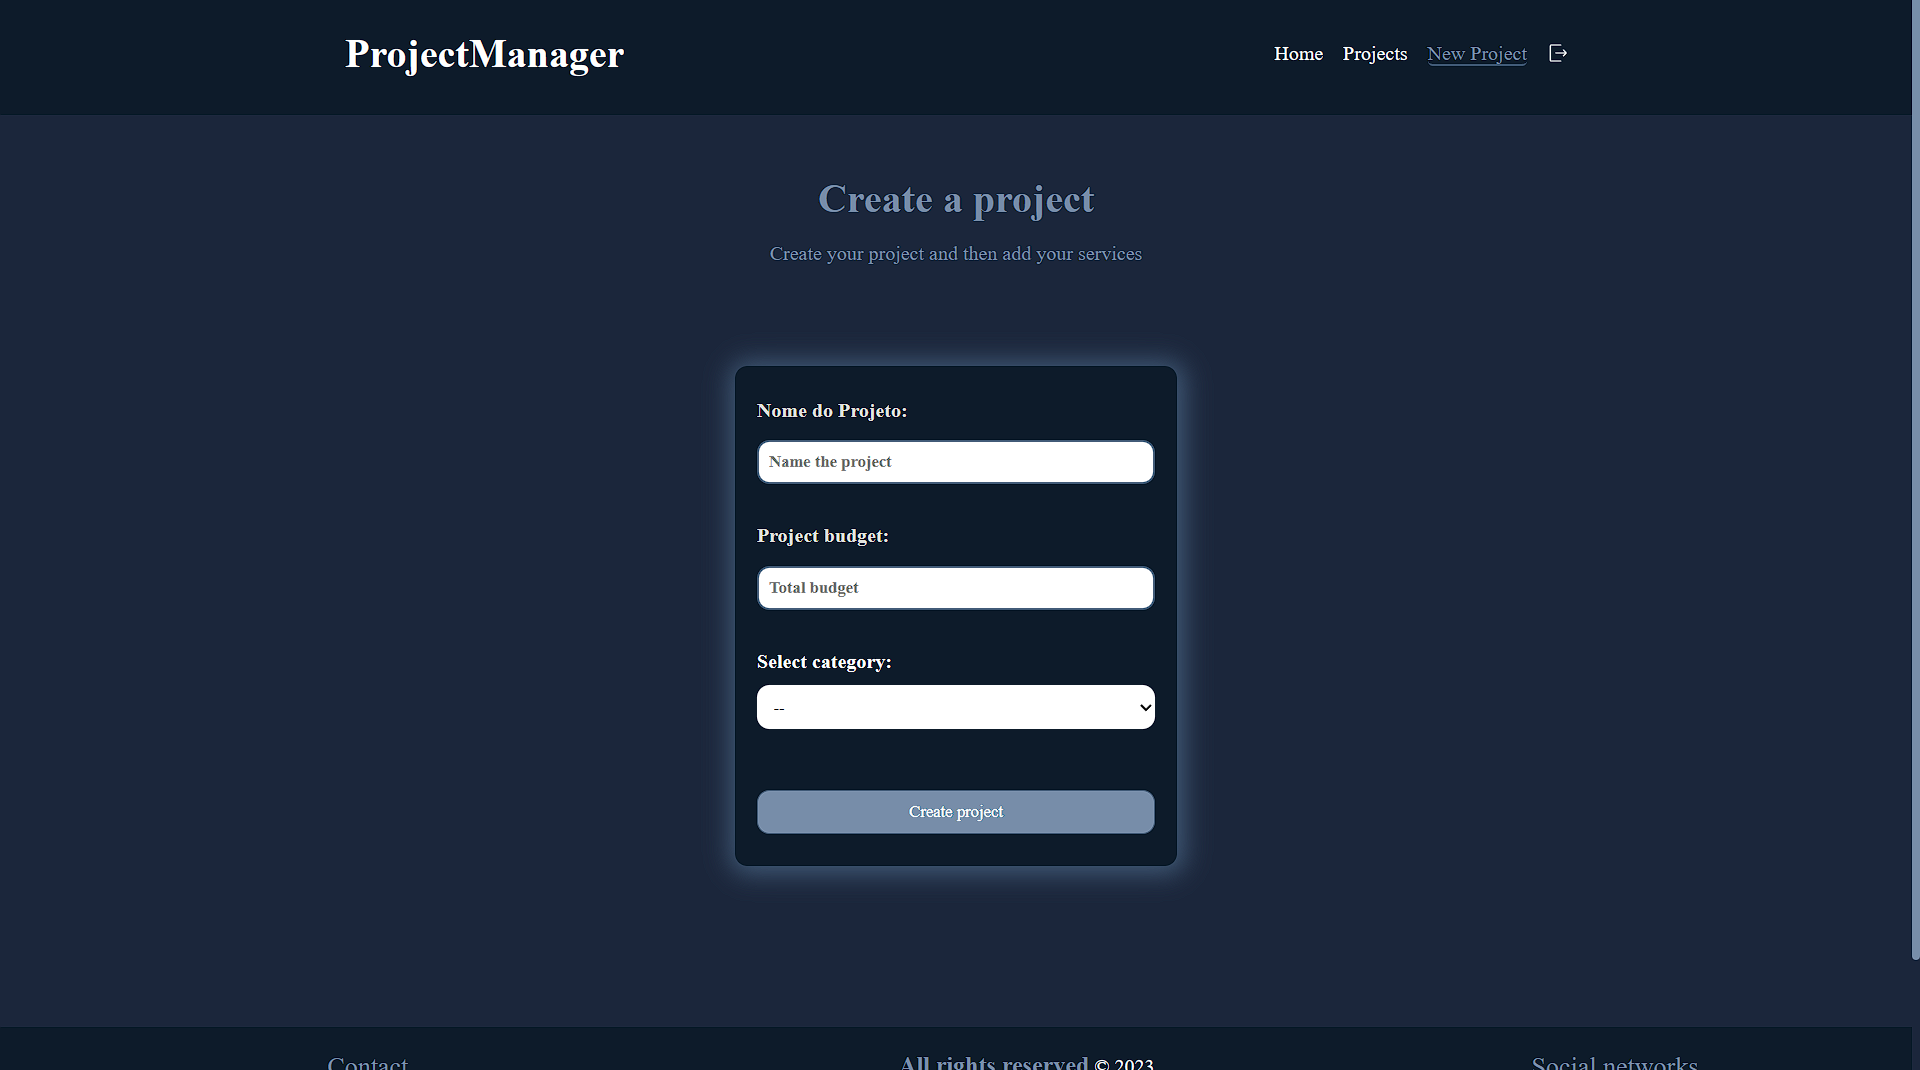 ProjectManager
Home Projects New Project
Create a project
Create your project and then add your services
Nome do Projeto:
Name the project
Project budget:
Total budget
Select category:
--
Create project
Contact
All rights reserved © 2023
Social networks